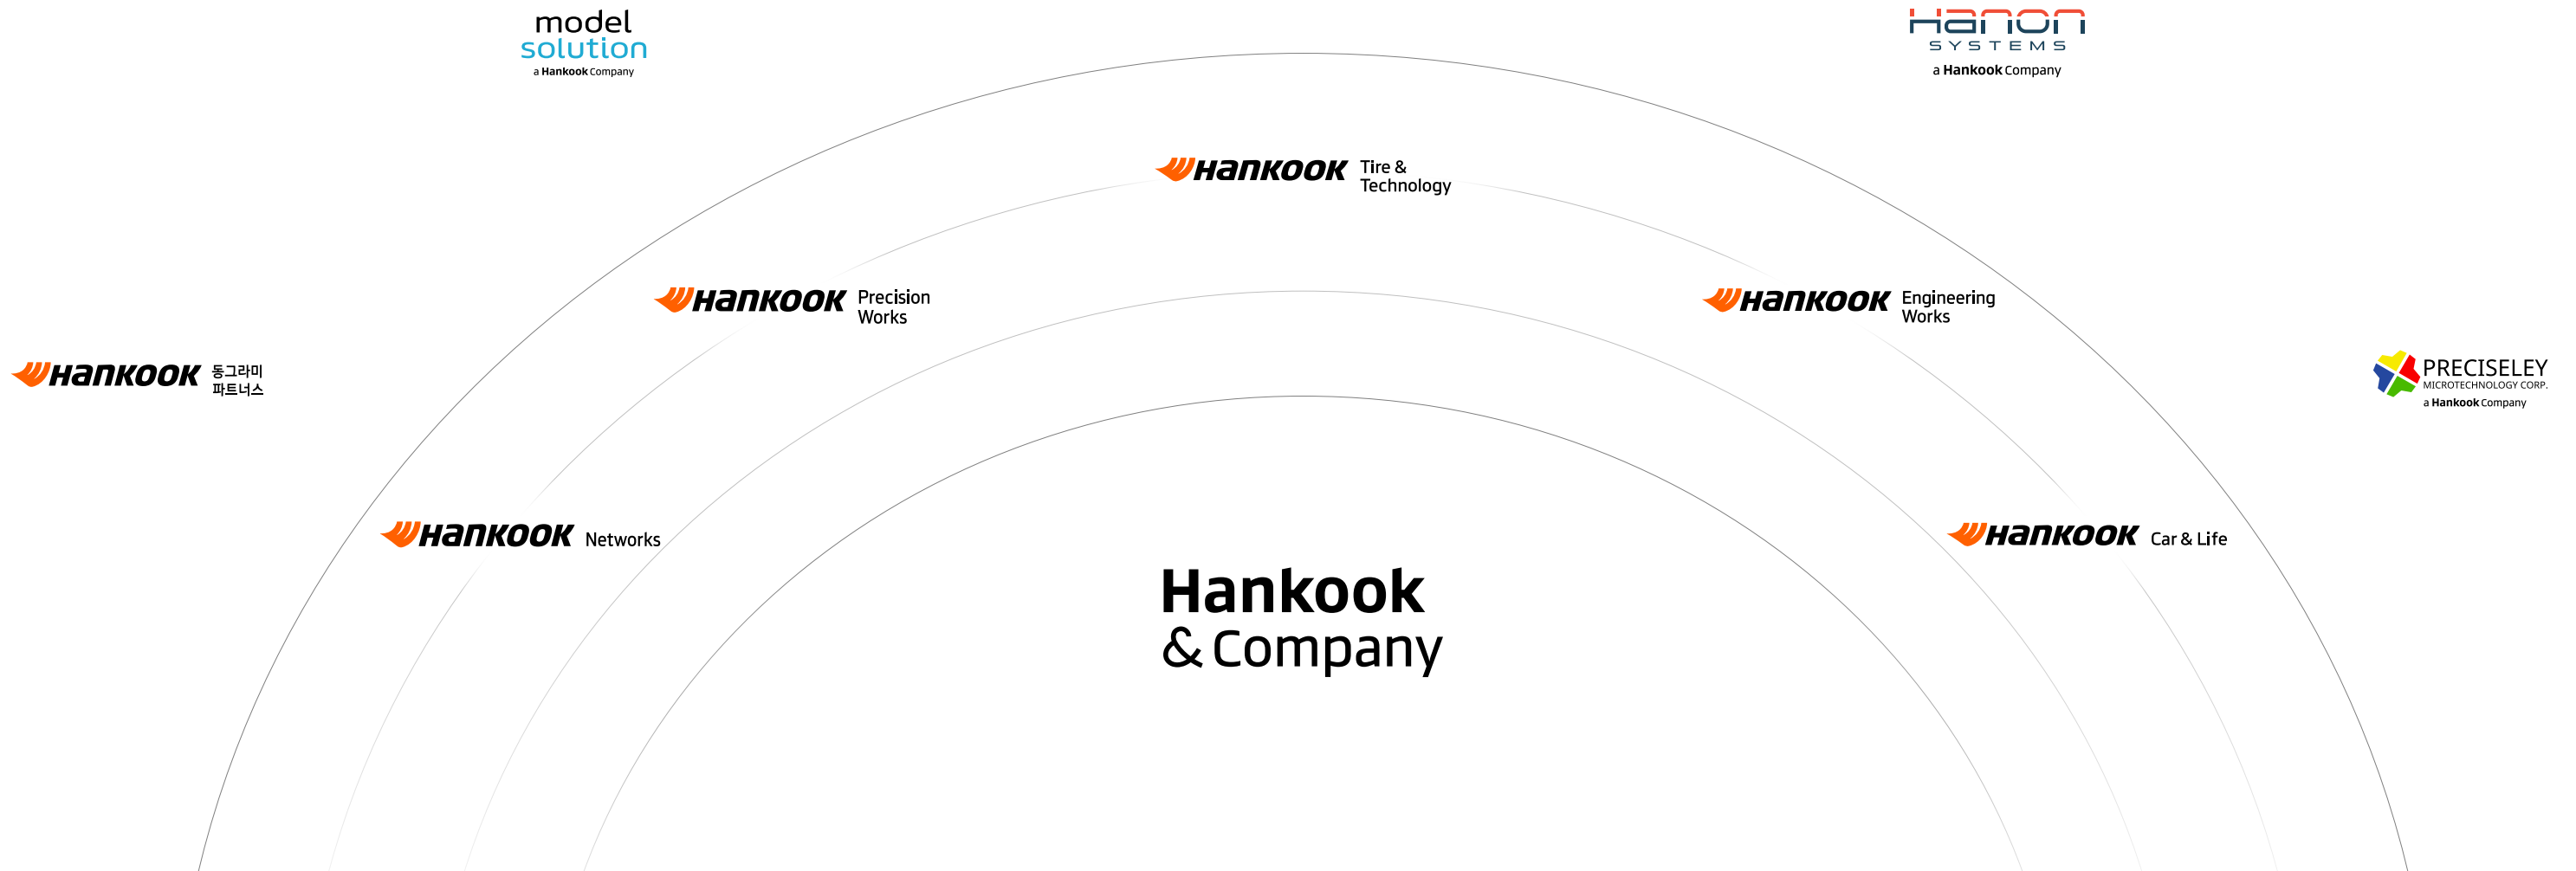 model
solution
a Hankook Company
Hanon
SYSTEMS
a Hankook Company
Hankook Tire &
Technology
Hankook Precision
Works
Hankook Engineering
Works
Hankook 동그라미
파트너스
PRECISELEY
MICROTECHNOLOGY CORP.
a Hankook Company
Hankook Networks
Hankook Car & Life
Hankook
& Company